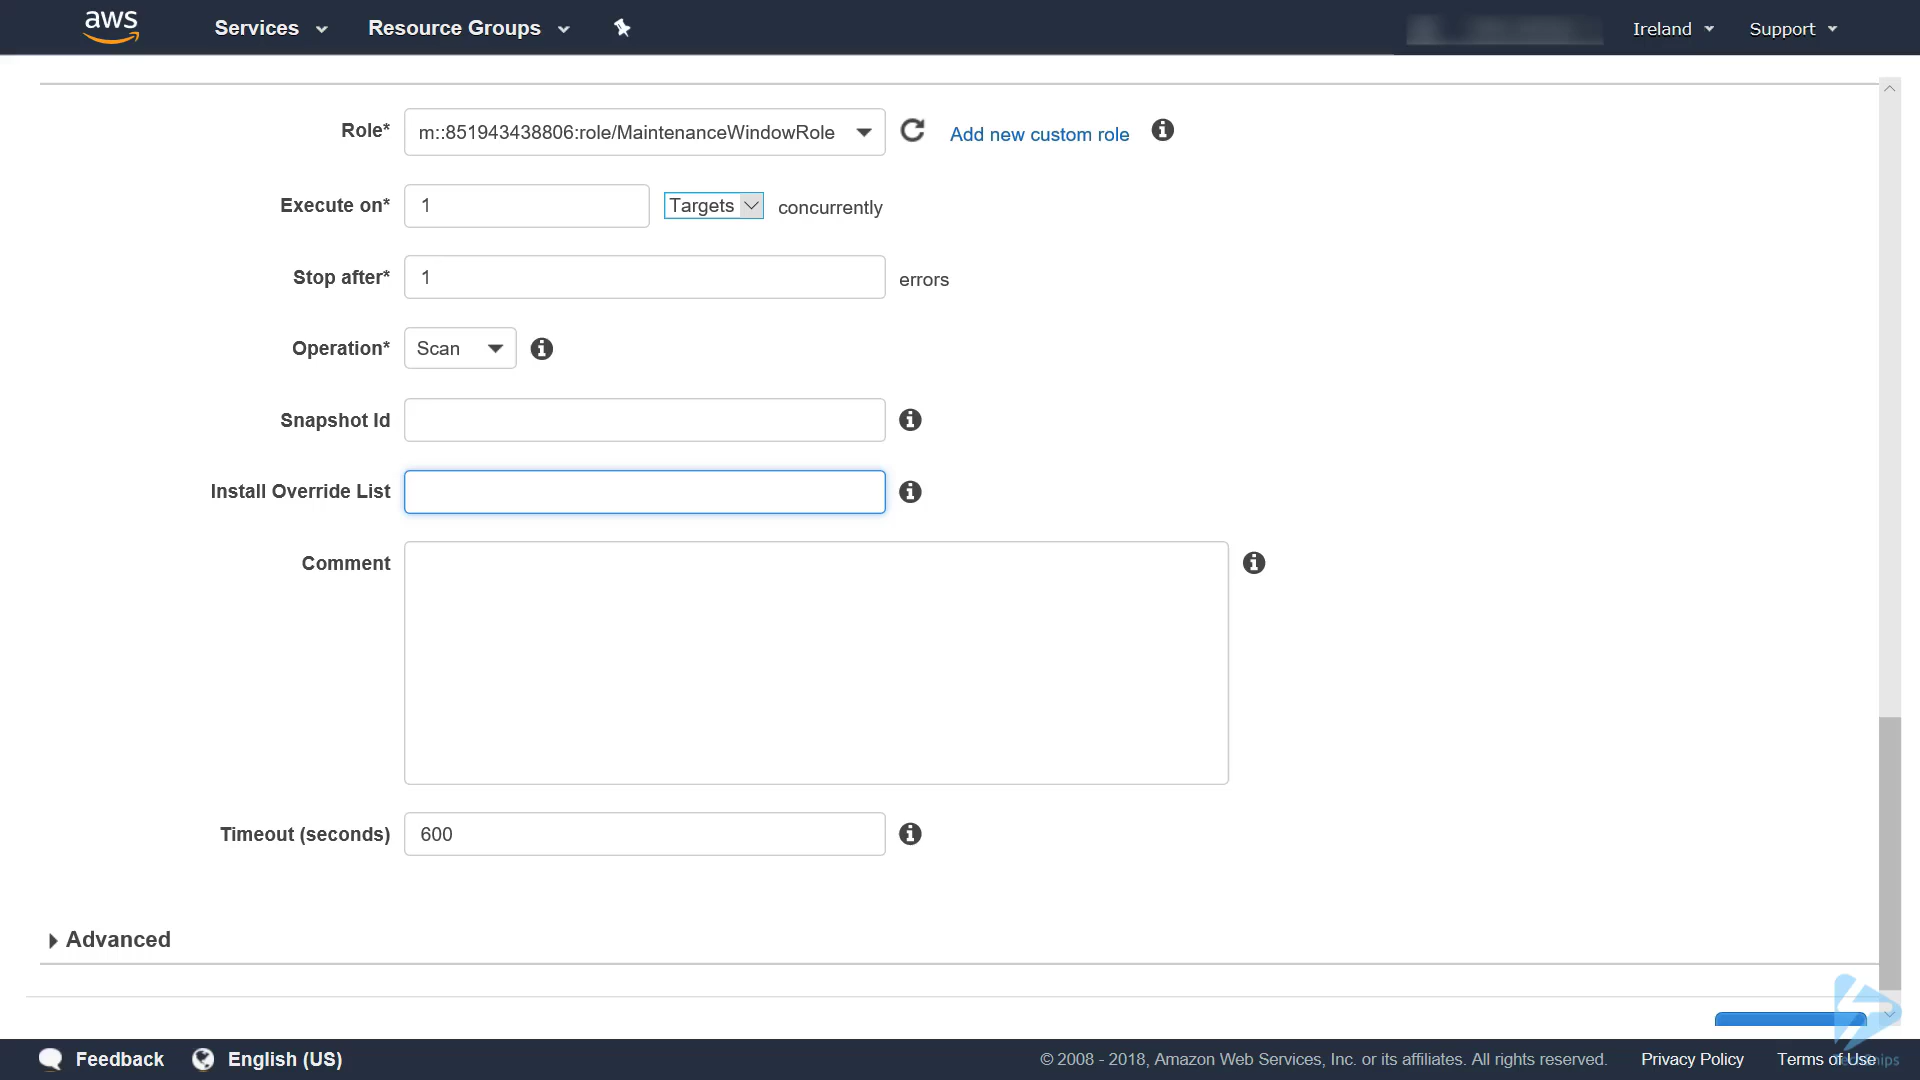 aws Services Resource Groups Ireland Support
Role* m::851943438806:role/MaintenanceWindowRole Add new custom role
Execute on* 1 Targets concurrently
Stop after* 1 errors
Operation* Scan
Snapshot Id
Install Override List
Comment
Timeout (seconds) 600
Advanced
Feedback English (US) © 2008 - 2018, Amazon Web Services, Inc. or its affiliates. All rights reserved. Privacy Policy Terms of Use